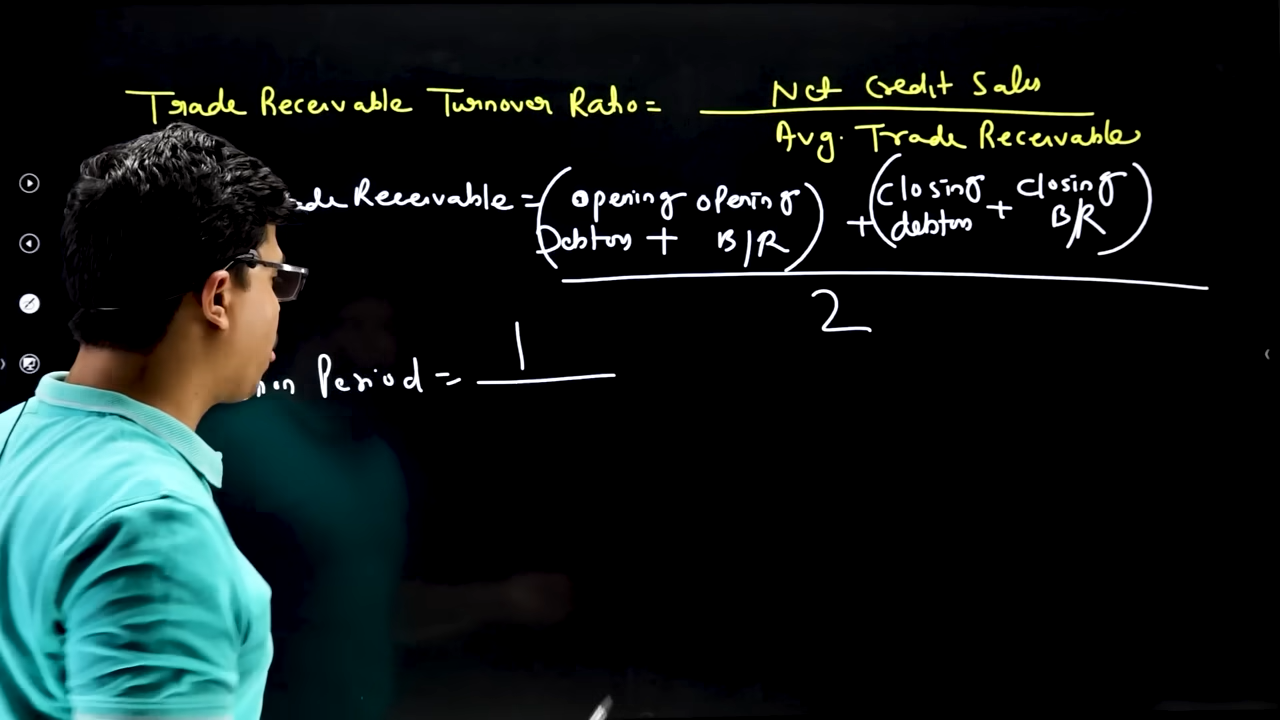 Trade Receivable Turnover Ratio = Net Credit Sales
Avg. Trade Receivable
Receivable = (opening Debtors + opening B/R) + (closing debtors + closing B/R)
2
Period = 1